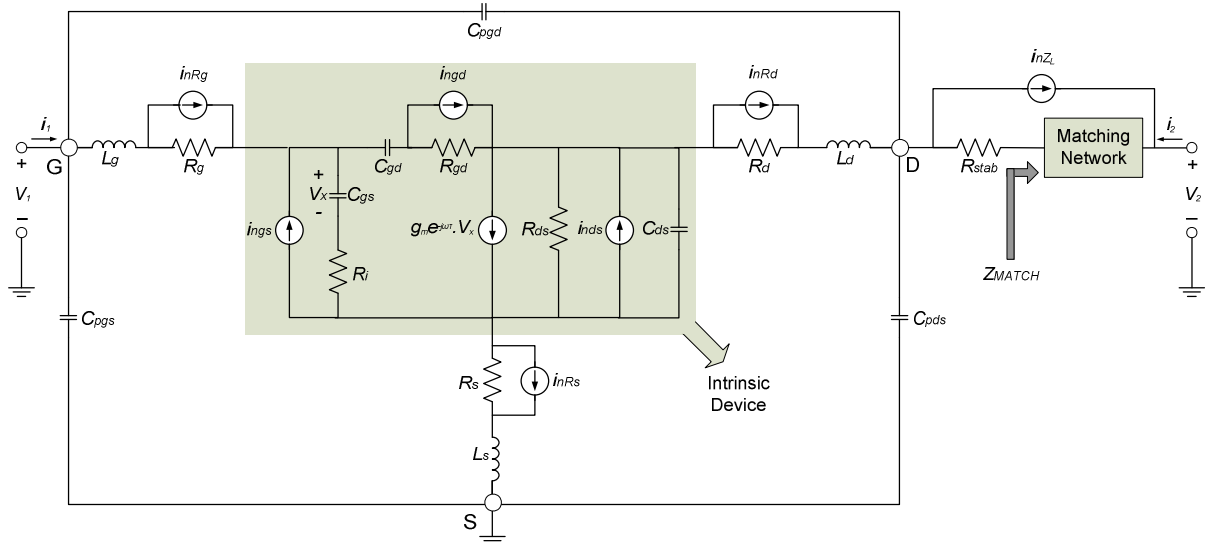 Cpgd
inRg
ingd
inRd
inZL
i1
i2
G
Lg
Rg
Cgd
Rgd
Rd
Ld
D
Rstab
Matching
Network
+
V1
−
+
Vx
-
Cgs
ings
Ri
gme-jωτ.Vx
Rds
inds
Cds
ZMATCH
+
V2
−
Cpgs
Cpds
Rs
inRs
Intrinsic
Device
Ls
S